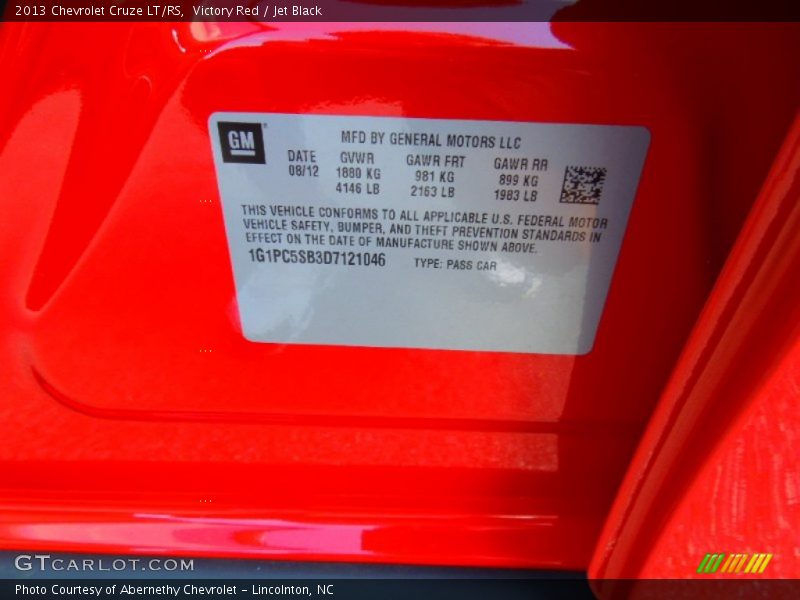 2013 Chevrolet Cruze LT/RS, Victory Red / Jet Black
GM
MFD BY GENERAL MOTORS LLC
DATE GVWR GAWR FRT GAWR RR
08/12 1880 KG 981 KG 899 KG
4146 LB 2163 LB 1983 LB
THIS VEHICLE CONFORMS TO ALL APPLICABLE U.S. FEDERAL MOTOR
VEHICLE SAFETY, BUMPER, AND THEFT PREVENTION STANDARDS IN
EFFECT ON THE DATE OF MANUFACTURE SHOWN ABOVE.
1G1PC5SB3D7121046 TYPE: PASS CAR
GTCARLOT.COM
Photo Courtesy of Abernethy Chevrolet - Lincolnton, NC